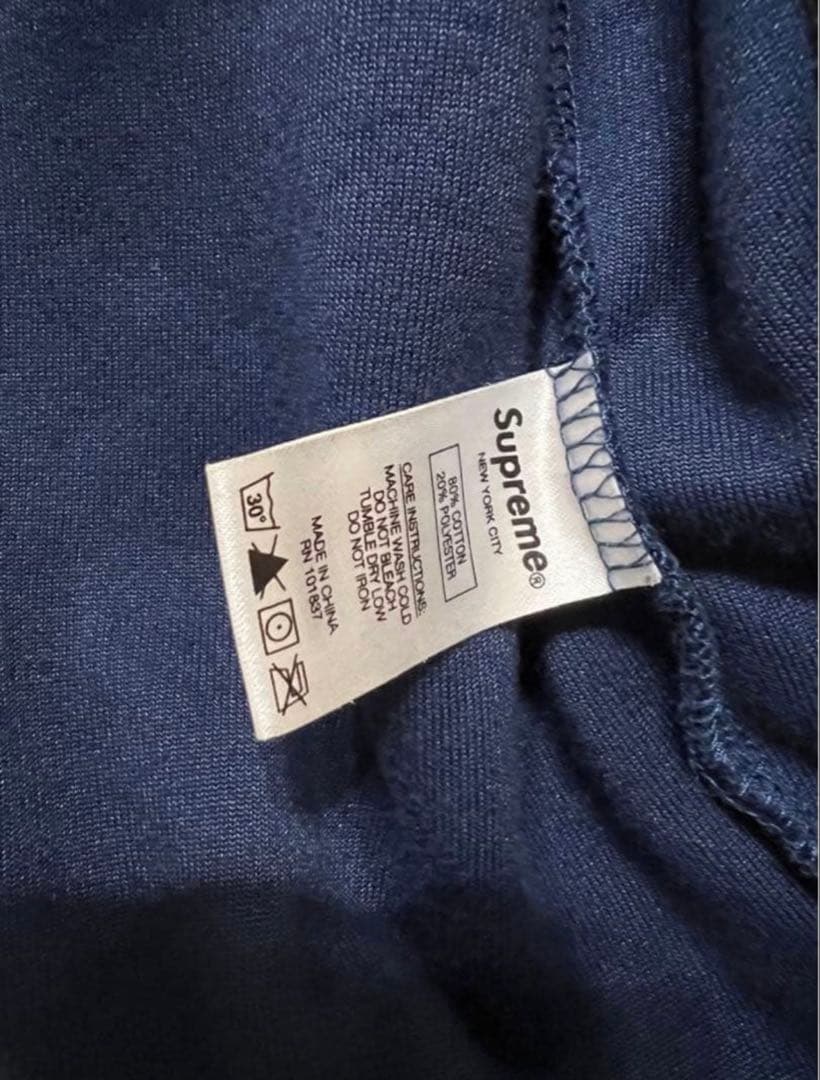 Supreme®
NEW YORK CITY
80% COTTON
20% POLYESTER
CARE INSTRUCTIONS:
MACHINE WASH COLD
DO NOT BLEACH
TUMBLE DRY LOW
DO NOT IRON
MADE IN CHINA
RN 101837
30°